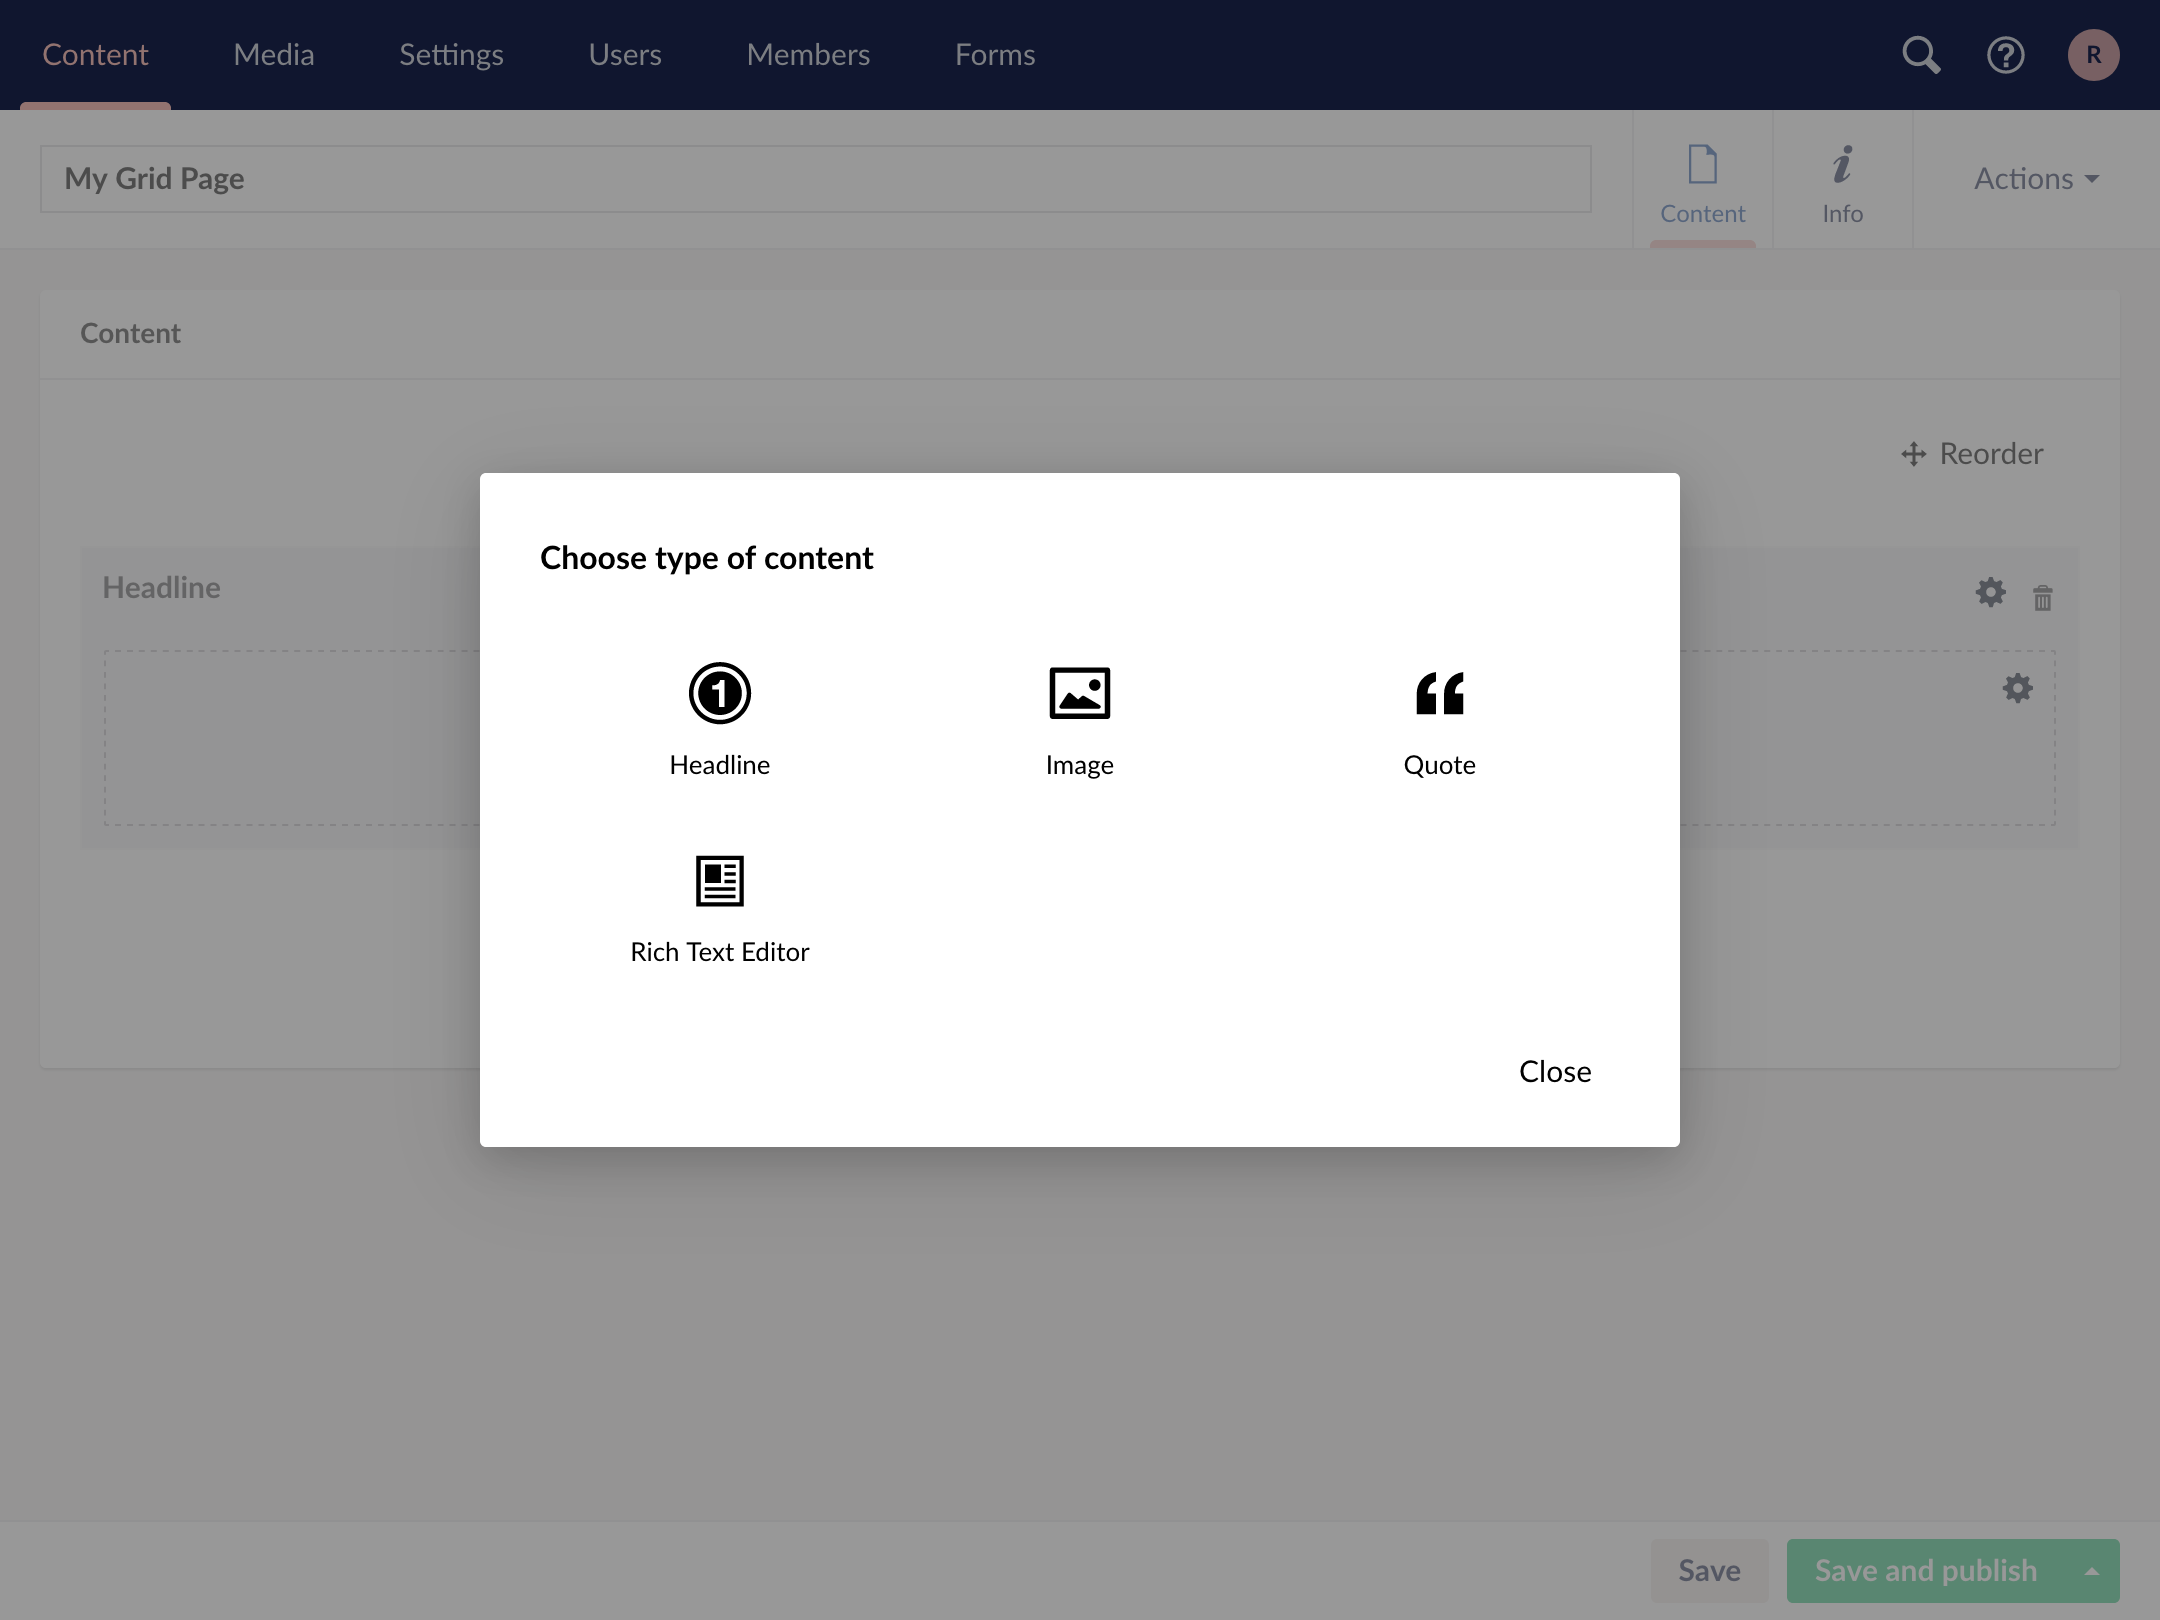 Content Media Settings Users Members Forms R
My Grid Page
Content Info Actions
Content
Reorder
Headline
Choose type of content
1
Headline Image Quote
Rich Text Editor
Close
Save Save and publish